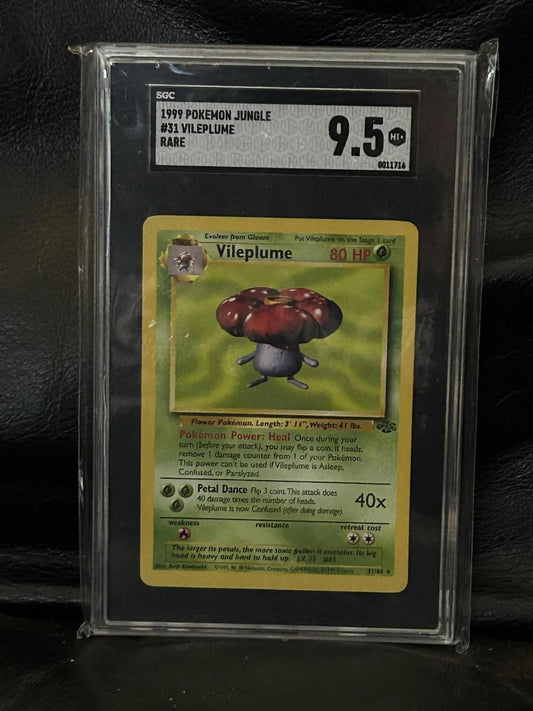 SGC
1999 POKEMON JUNGLE
#31 VILEPLUME
RARE
9.5
0011716
Evolves from Gloom Put Vileplume on the Stage 1 card
Vileplume 80 HP
Flower Pokémon. Length: 3' 11", Weight: 41 lbs.
Pokémon Power: Heal Once during your
turn (before your attack), you may flip a coin. If heads,
remove 1 damage counter from 1 of your Pokémon.
This power can't be used if Vileplume is Asleep,
Confused, or Paralyzed.
Petal Dance Flip 3 coins. This attack does
40 damage times the number of heads.
Vileplume is now Confused (after doing damage).
40x
weakness resistance retreat cost
The larger its petals, the more toxic pollen it contains. Its big
head is heavy and hard to hold up.
31/64 ★